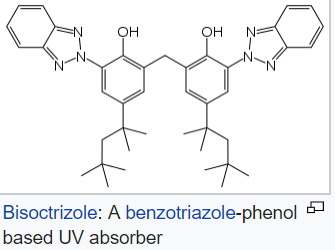 OH OH
N N
N N
N N
Bisoctrizole: A benzotriazole-phenol
based UV absorber